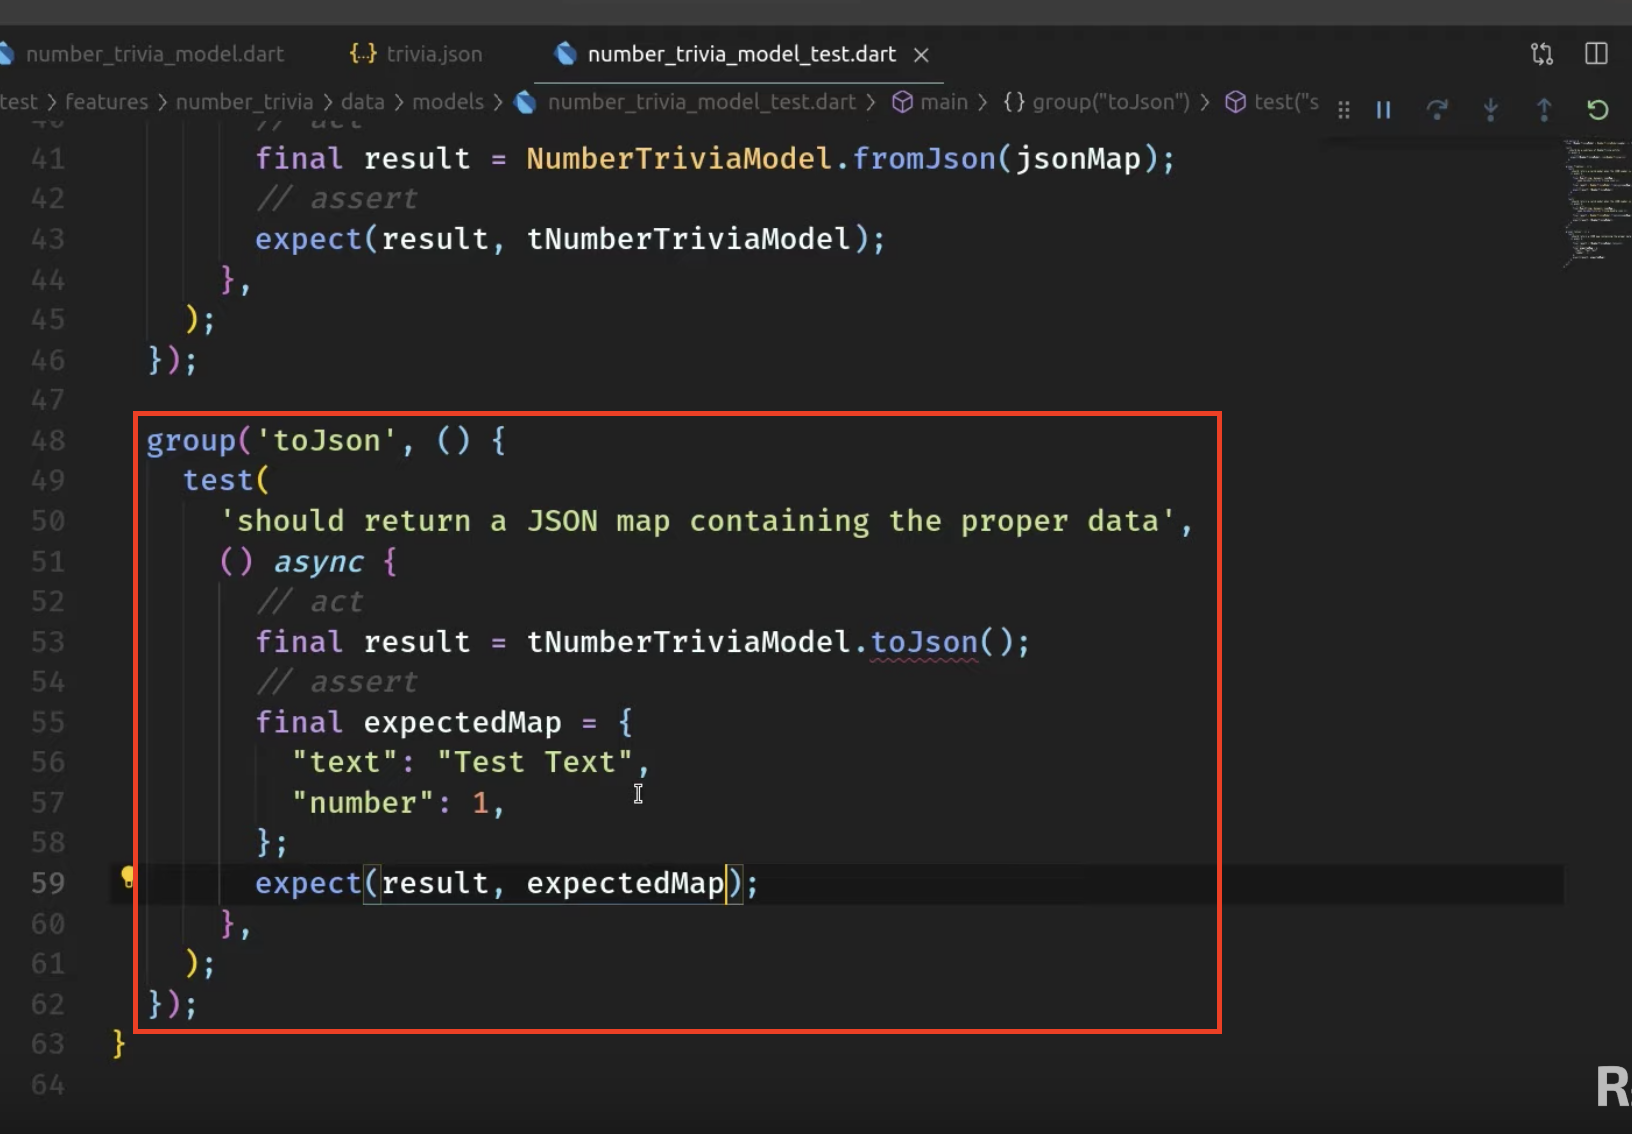 number_trivia_model.dart
{..} trivia.json
number_trivia_model_test.dart
test > features > number_trivia > data > models > number_trivia_model_test.dart > main > {} group("toJson") > test("s
40 // act
41 final result = NumberTriviaModel.fromJson(jsonMap);
42 // assert
43 expect(result, tNumberTriviaModel);
44 },
45 );
46 });
47
48 group('toJson', () {
49 test(
50 'should return a JSON map containing the proper data',
51 () async {
52 // act
53 final result = tNumberTriviaModel.toJson();
54 // assert
55 final expectedMap = {
56 "text": "Test Text",
57 "number": 1,
58 };
59 expect(result, expectedMap);
60 },
61 );
62 });
63 }
64